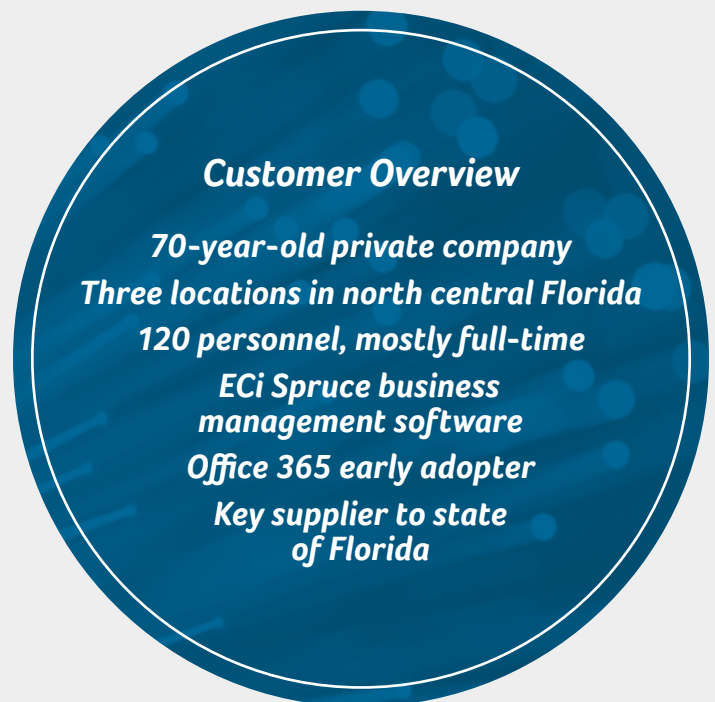 Customer Overview
70-year-old private company
Three locations in north central Florida
120 personnel, mostly full-time
ECi Spruce business
management software
Office 365 early adopter
Key supplier to state
of Florida